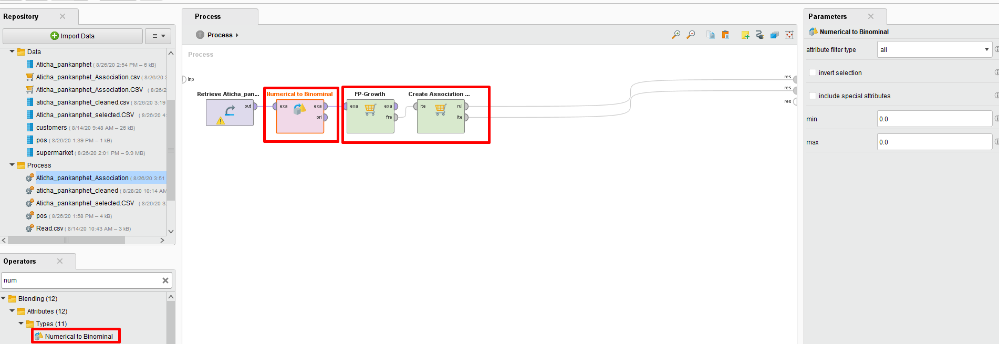 Repository
Import Data
Data
Aticha_pankanphet ( 8/26/20 2:54 PM – 6 kB)
Aticha_pankanphet_Association.csv ( 8/26/20 3
Aticha_pankanphet_Association.CSV ( 8/26/2
aticha_pankanphet_cleaned.csv ( 8/26/20 3:19
Aticha_pankanphet_selected.CSV ( 8/26/20 4:
customers ( 8/14/20 9:48 AM – 26 kB)
pos ( 8/26/20 1:39 PM – 1 kB)
supermarket ( 8/26/20 2:01 PM – 9.9 MB)
Process
Aticha_pankanphet_Association ( 8/26/20 3:51
aticha_pankanphet_cleaned ( 8/28/20 10:14 AM
Aticha_pankanphet_selected.CSV ( 8/26/20 3:
pos ( 8/26/20 1:58 PM – 4 kB)
Read.csv ( 8/14/20 10:43 AM – 3 kB)
Operators
num
Blending (12)
Attributes (12)
Types (11)
Numerical to Binominal
Process
Process
Process
inp
Retrieve Aticha_pan...
out
Numerical to Binominal
exa exa
ori
FP-Growth
exa exa
fre
Create Association ...
ite rul
ite
res
res
res
Parameters
Numerical to Binominal
attribute filter type all
invert selection
include special attributes
min 0.0
max 0.0